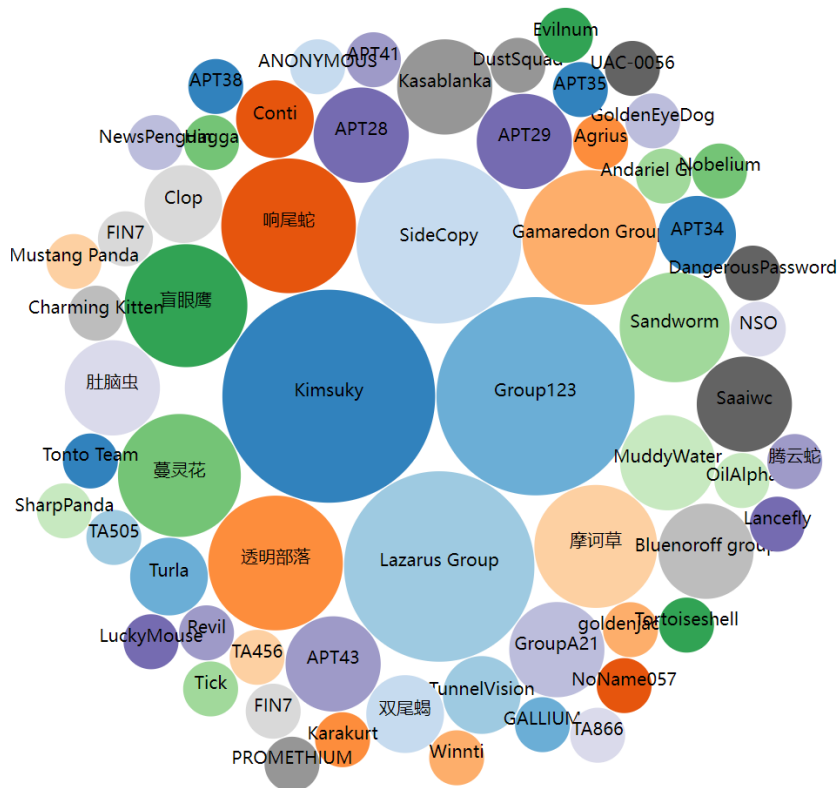 Evilnum
ANONYMOUS
APT41
DustSquad
UAC-0056
APT38
Kasablanka
APT35
Conti
GoldenEyeDog
NewsPenguin
Hagga
APT28
APT29
Agrius
Andariel Gr
Nobelium
Clop
响尾蛇
SideCopy
Gamaredon Group
APT34
FIN7
Mustang Panda
DangerousPassword
盲眼鹰
Charming Kitten
Sandworm
NSO
肚脑虫
Kimsuky
Group123
Saaiwc
Tonto Team
蔓灵花
MuddyWater
腾云蛇
OilAlpha
SharpPanda
TA505
透明部落
Lazarus Group
摩诃草
Bluenoroff group
Lancefly
Turla
LuckyMouse
Revil
TA456
APT43
GroupA21
goldenjac
Tortoiseshell
Tick
FIN7
双尾蝎
TunnelVision
NoName057
PROMETHIUM
Karakurt
Winnti
GALLIUM
TA866